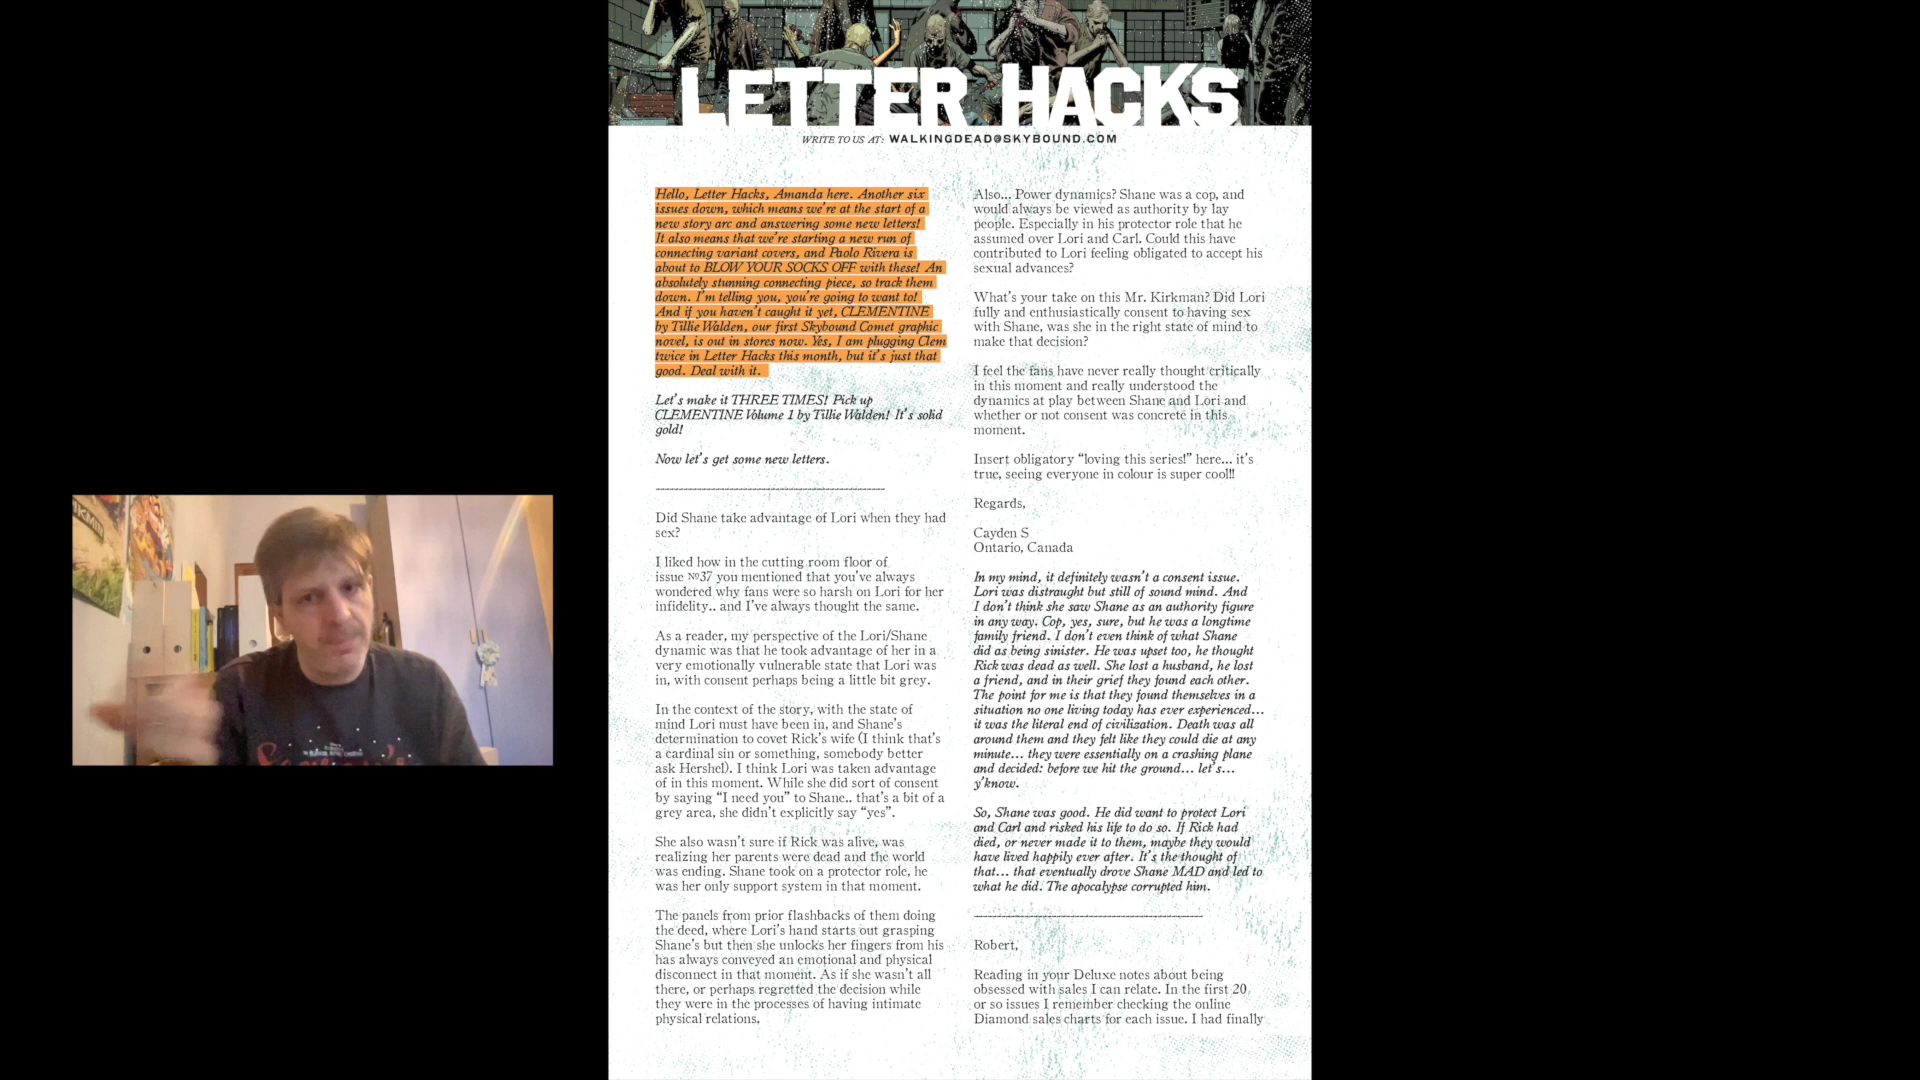 LETTER HACKS
WRITE TO US AT: WALKINGDEAD@SKYBOUND.COM
Hello, Letter Hacks, Amanda here. Another six
issues down, which means we're at the start of a
new story arc and answering some new letters!
It also means that we're starting a new run of
connecting variant covers, and Paolo Rivera is
about to BLOW YOUR SOCKS OFF with these! An
absolutely stunning connecting piece, so track them
down. I'm telling you, you're going to want to!
And if you haven't caught it yet, CLEMENTINE
by Tillie Walden, our first Skybound Comet graphic
novel, is out in stores now. Yes, I am plugging Clem
twice in Letter Hacks this month, but it's just that
good. Deal with it.
Let's make it THREE TIMES! Pick up
CLEMENTINE Volume 1 by Tillie Walden! It's solid
gold!
Now let's get some new letters.
Did Shane take advantage of Lori when they had
sex?
I liked how in the cutting room floor of
issue №37 you mentioned that you've always
wondered why fans were so harsh on Lori for her
infidelity.. and I've always thought the same.
As a reader, my perspective of the Lori/Shane
dynamic was that he took advantage of her in a
very emotionally vulnerable state that Lori was
in, with consent perhaps being a little bit grey.
In the context of the story, with the state of
mind Lori must have been in, and Shane's
determination to covet Rick's wife (I think that's
a cardinal sin or something, somebody better
ask Hershel). I think Lori was taken advantage
of in this moment. While she did sort of consent
by saying "I need you" to Shane.. that's a bit of a
grey area, she didn't explicitly say "yes".
She also wasn't sure if Rick was alive, was
realizing her parents were dead and the world
was ending. Shane took on a protector role, he
was her only support system in that moment.
The panels from prior flashbacks of them doing
the deed, where Lori's hand starts out grasping
Shane's but then she unlocks her fingers from his
has always conveyed an emotional and physical
disconnect in that moment. As if she wasn't all
there, or perhaps regretted the decision while
they were in the processes of having intimate
physical relations.
Also... Power dynamics? Shane was a cop, and
would always be viewed as authority by lay
people. Especially in his protector role that he
assumed over Lori and Carl. Could this have
contributed to Lori feeling obligated to accept his
sexual advances?
What's your take on this Mr. Kirkman? Did Lori
fully and enthusiastically consent to having sex
with Shane, was she in the right state of mind to
make that decision?
I feel the fans have never really thought critically
in this moment and really understood the
dynamics at play between Shane and Lori and
whether or not consent was concrete in this
moment.
Insert obligatory "loving this series!" here... it's
true, seeing everyone in colour is super cool!!
Regards,
Cayden S
Ontario, Canada
In my mind, it definitely wasn't a consent issue.
Lori was distraught but still of sound mind. And
I don't think she saw Shane as an authority figure
in any way. Cop, yes, sure, but he was a longtime
family friend. I don't even think of what Shane
did as being sinister. He was upset too, he thought
Rick was dead as well. She lost a husband, he lost
a friend, and in their grief they found each other.
The point for me is that they found themselves in a
situation no one living today has ever experienced...
it was the literal end of civilization. Death was all
around them and they felt like they could die at any
minute... they were essentially on a crashing plane
and decided: before we hit the ground... let's...
y'know.
So, Shane was good. He did want to protect Lori
and Carl and risked his life to do so. If Rick had
died, or never made it to them, maybe they would
have lived happily ever after. It's the thought of
that... that eventually drove Shane MAD and led to
what he did. The apocalypse corrupted him.
Robert,
Reading in your Deluxe notes about being
obsessed with sales I can relate. In the first 20
or so issues I remember checking the online
Diamond sales charts for each issue. I had finally